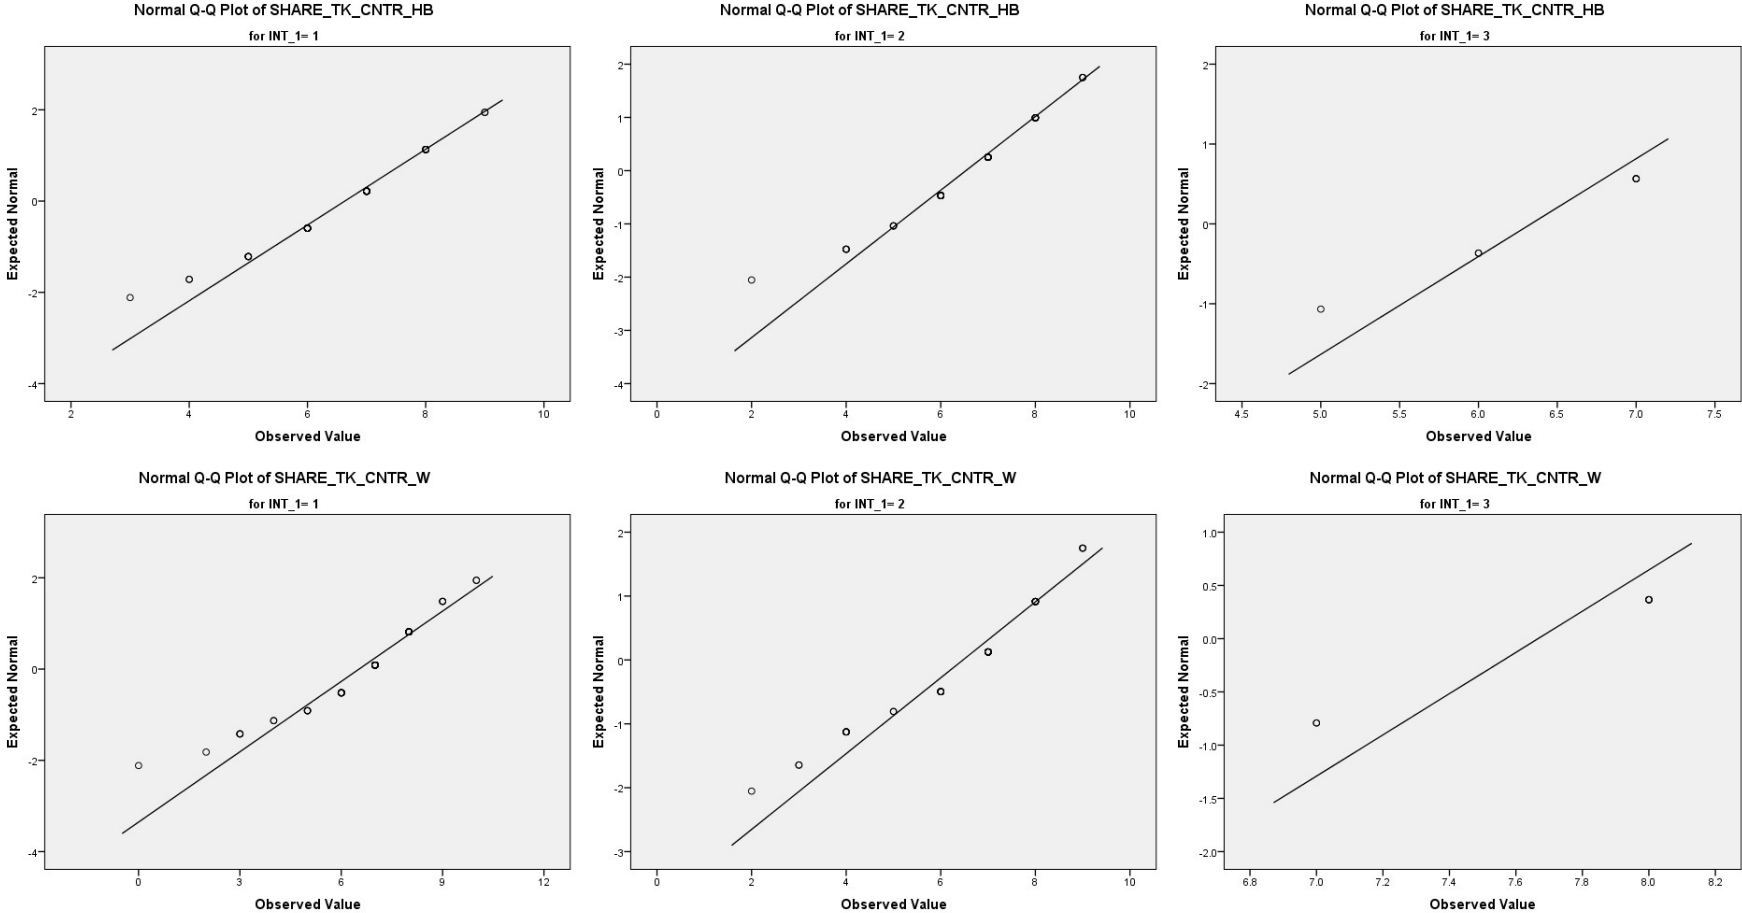 Normal Q-Q Plot of SHARE_TK_CNTR_HB
for INT_1= 1
2
0
-2
-4
Expected Normal
2
4
6
8
10
Observed Value
Normal Q-Q Plot of SHARE_TK_CNTR_HB
for INT_1= 2
2
1
0
-1
-2
-3
-4
Expected Normal
0
2
4
6
8
10
Observed Value
Normal Q-Q Plot of SHARE_TK_CNTR_HB
for INT_1= 3
2
1
0
-1
-2
Expected Normal
4.5
5.0
5.5
6.0
6.5
7.0
7.5
Observed Value
Normal Q-Q Plot of SHARE_TK_CNTR_W
for INT_1= 1
2
0
-2
-4
Expected Normal
0
3
6
9
12
Observed Value
Normal Q-Q Plot of SHARE_TK_CNTR_W
for INT_1= 2
2
1
0
-1
-2
-3
Expected Normal
0
2
4
6
8
10
Observed Value
Normal Q-Q Plot of SHARE_TK_CNTR_W
for INT_1= 3
1.0
0.5
0.0
-0.5
-1.0
-1.5
-2.0
Expected Normal
6.8
7.0
7.2
7.4
7.6
7.8
8.0
8.2
Observed Value